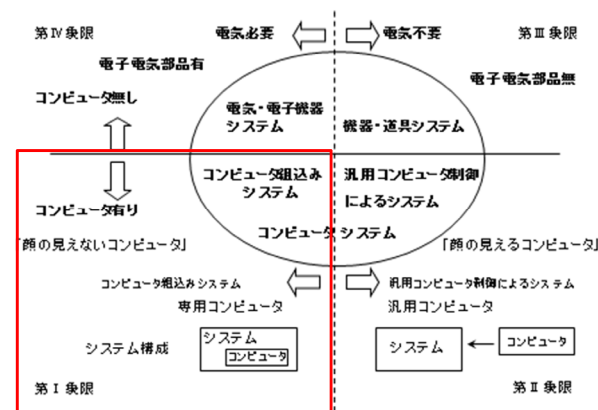 第Ⅳ象限
電気必要
電気不要
第Ⅲ象限
電子電気部品有
電子電気部品無
コンピュータ無し
電気・電子機器
システム
機器・道具システム
コンピュータ組込み
システム
汎用コンピュータ制御
によるシステム
コンピュータ有り
コンピュータシステム
「顔の見えないコンピュータ」
「顔の見えるコンピュータ」
コンピュータ組込みシステム
汎用コンピュータ制御によるシステム
専用コンピュータ
汎用コンピュータ
システム構成
システム
コンピュータ
システム
コンピュータ
第Ⅰ象限
第Ⅱ象限